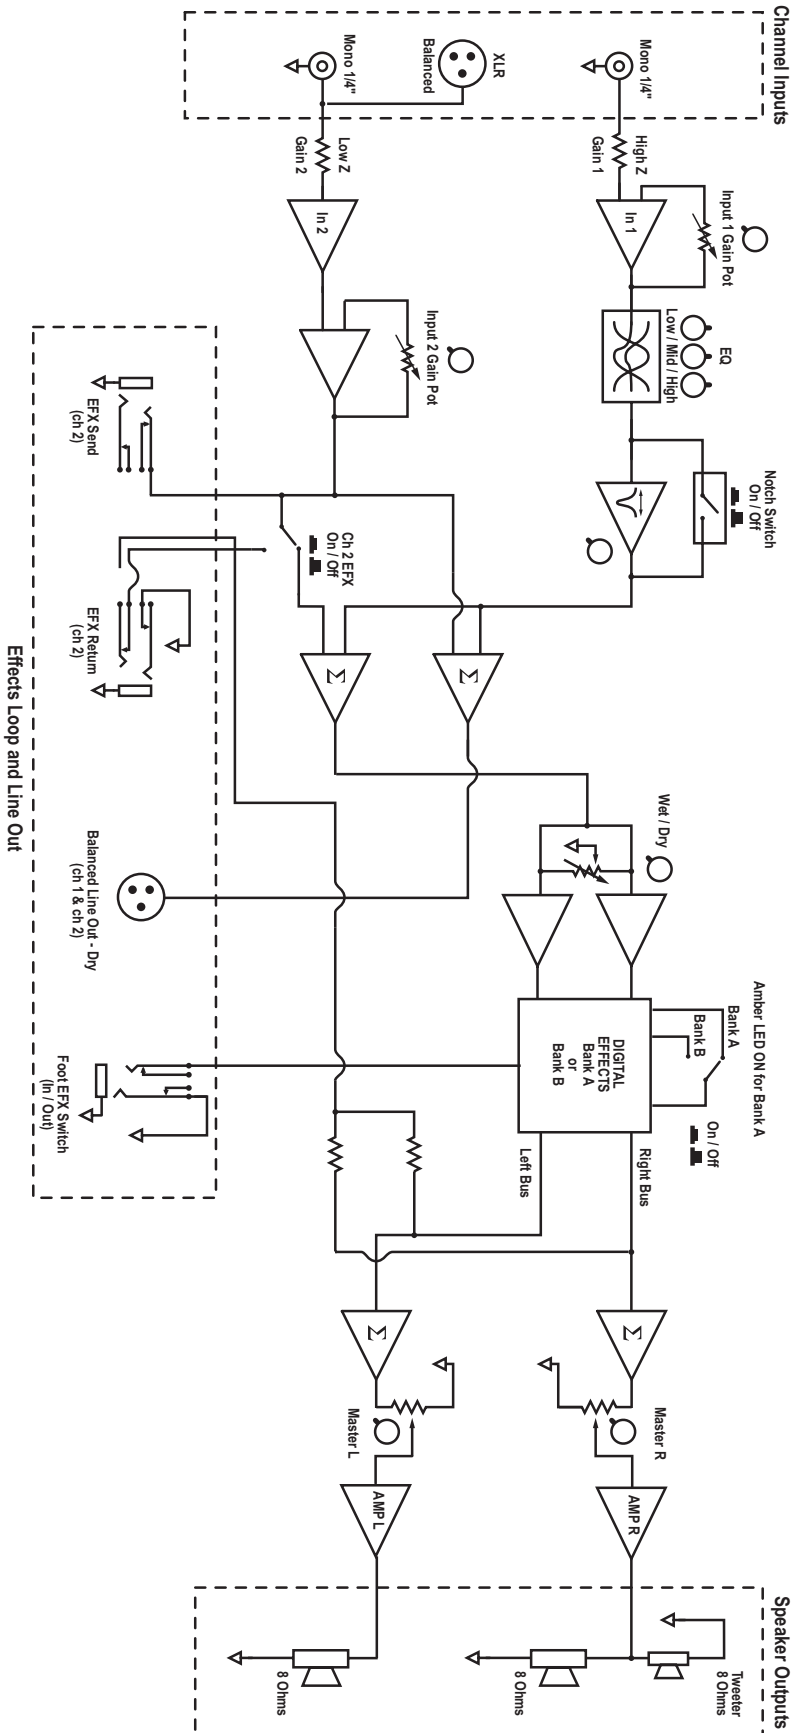 Channel Inputs
Mono 1/4"
XLR
Balanced
Mono 1/4"
High Z
Gain 1
Low Z
Gain 2
In 1
In 2
Input 1 Gain Pot
Input 2 Gain Pot
EQ
Low / Mid / High
Notch Switch
On / Off
Ch 2 EFX
On / Off
EFX Send
(ch 2)
EFX Return
(ch 2)
Σ
Σ
Effects Loop and Line Out
Wet / Dry
Balanced Line Out - Dry
(ch 1 & ch 2)
Amber LED ON for Bank A
Bank A
Bank B
On / Off
DIGITAL
EFFECTS
Bank A
or
Bank B
Foot EFX Switch
(In / Out)
Right Bus
Left Bus
Σ
Σ
Master R
Master L
AMP R
AMP L
Speaker Outputs
Tweeter
8 Ohms
8 Ohms
8 Ohms